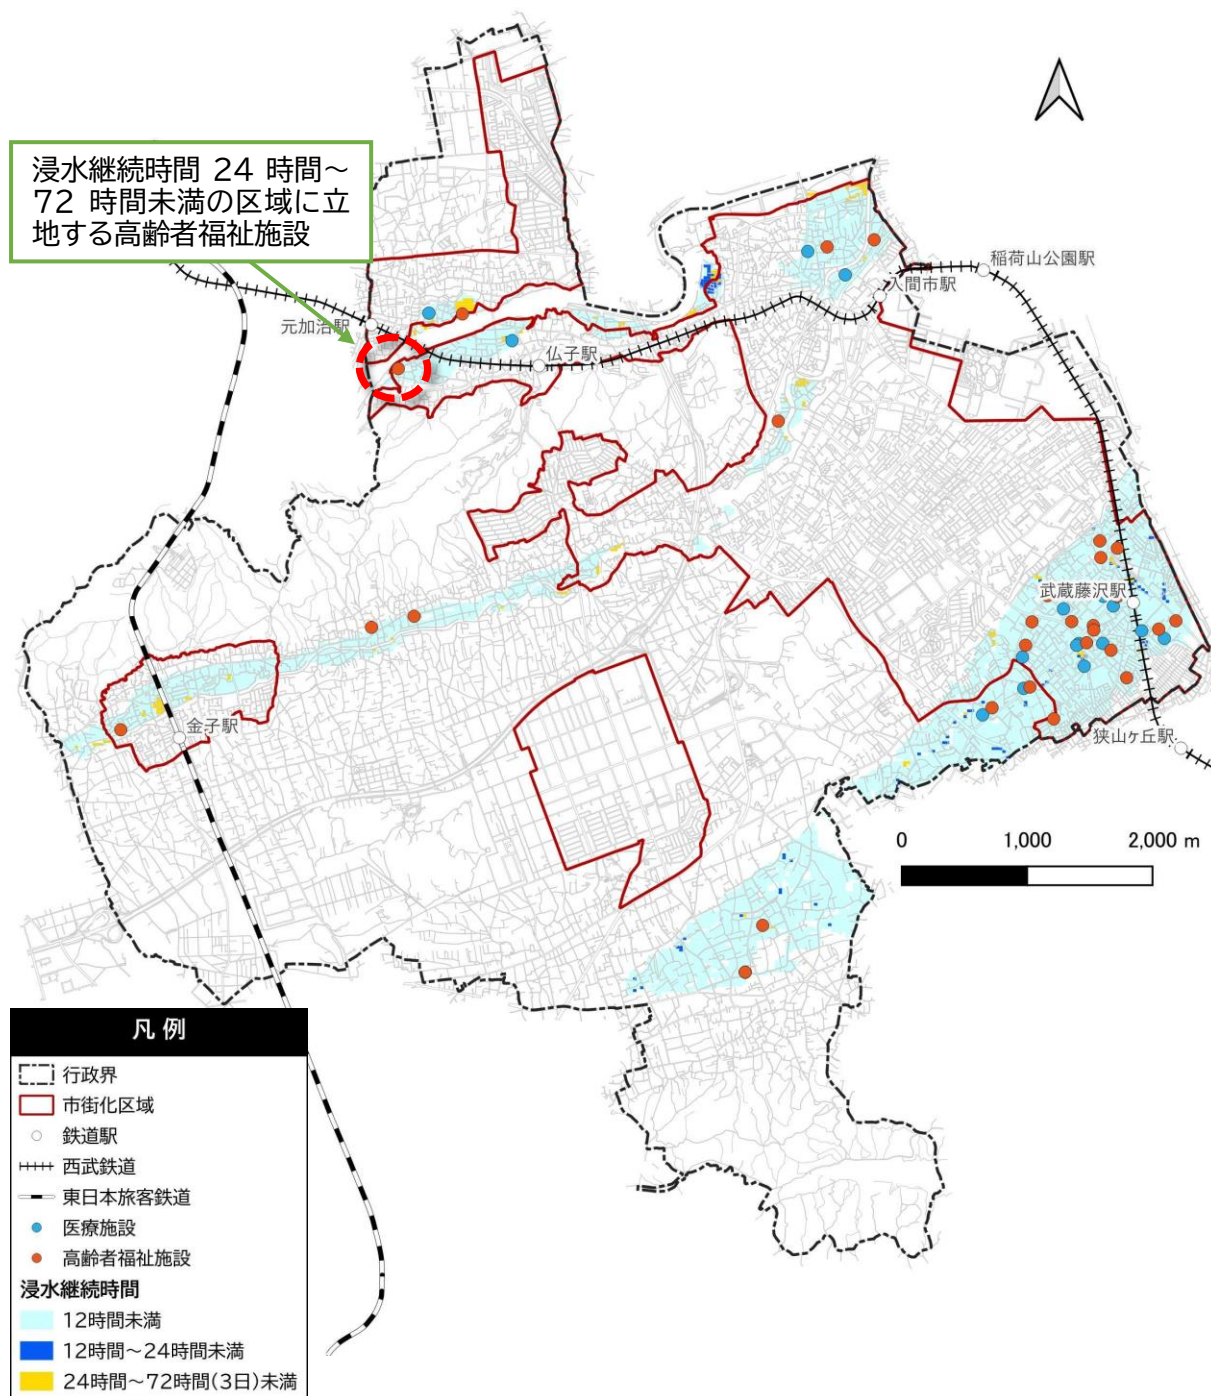 浸水継続時間 24 時間～
72 時間未満の区域に立
地する高齢者福祉施設
稲荷山公園駅
入間市駅
元加治駅
仏子駅
武蔵藤沢駅
金子駅
狭山ヶ丘駅
0 1,000 2,000 m
凡 例
行政界
市街化区域
鉄道駅
西武鉄道
東日本旅客鉄道
医療施設
高齢者福祉施設
浸水継続時間
12時間未満
12時間～24時間未満
24時間～72時間(3日)未満